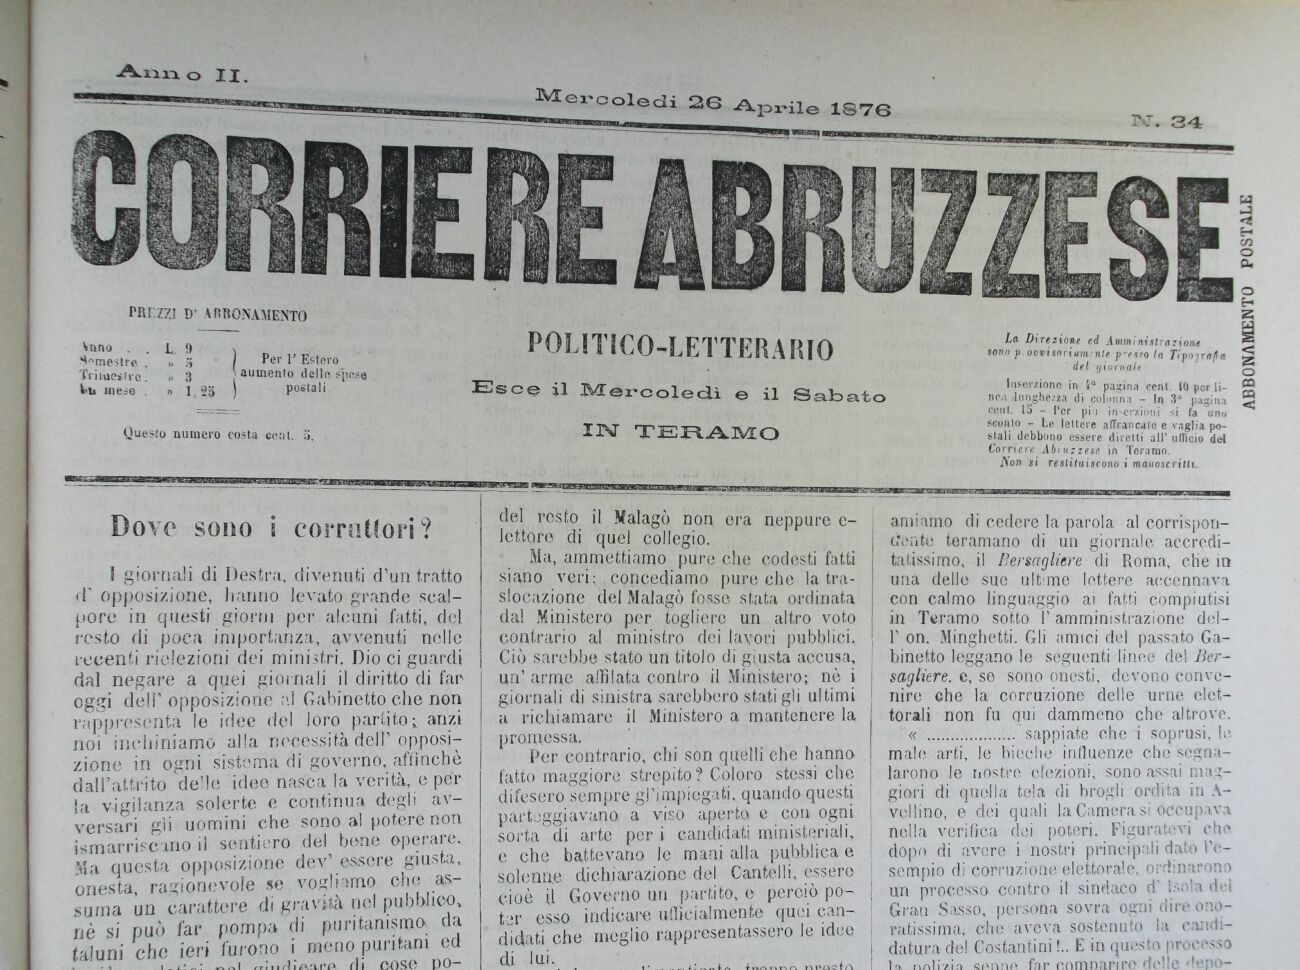 Anno II.
Mercoledì 26 Aprile 1876
N. 34
CORRIERE ABRUZZESE
ABBONAMENTO POSTALE
PREZZI D' ABBONAMENTO
Anno . . L. 9
Semestre . » 5
Trimestre . » 3
Un mese . » 1, 25
Per l' Estero
aumento delle spese
postali
Questo numero costa cent. 5.
POLITICO-LETTERARIO
Esce il Mercoledì e il Sabato
IN TERAMO
La Direzione ed Amministrazione
sono provvisoriamente presso la Tipografia
del giornale
Inserzione in 4ª pagina cent. 10 per li-
nea lunghezza di colonna - In 3ª pagina
cent. 15 - Per più inserzioni si fa uno
sconto - Le lettere affrancate e vaglia po-
stali debbono essere diretti all' ufficio del
Corriere Abruzzese in Teramo.
Non si restituiscono i manoscritti.
Dove sono i corruttori?
I giornali di Destra, divenuti d'un tratto
d' opposizione, hanno levato grande scal-
pore in questi giorni per alcuni fatti, del
resto di poca importanza, avvenuti nelle
recenti rielezioni dei ministri. Dio ci guardi
dal negare a quei giornali il diritto di far
oggi dell' opposizione al Gabinetto che non
rappresenta le idee del loro partito; anzi
noi inchiniamo alla necessità dell' opposi-
zione in ogni sistema di governo, affinchè
dall'attrito delle idee nasca la verità, e per
la vigilanza solerte e continua degli av-
versari gli uomini che sono al potere non
ismarriscano il sentiero del bene operare.
Ma questa opposizione dev' essere giusta,
onesta, ragionevole se vogliamo che as-
suma un carattere di gravità nel pubblico,
nè si può far pompa di puritanismo da
taluni che ieri furono i meno puritani ed
nel giudicare di cose po-
del resto il Malagò non era neppure e-
lettore di quel collegio.
Ma, ammettiamo pure che codesti fatti
siano veri; concediamo pure che la tra-
slocazione del Malagò fosse stata ordinata
dal Ministero per togliere un altro voto
contrario al ministro dei lavori pubblici.
Ciò sarebbe stato un titolo di giusta accusa,
un' arme affilata contro il Ministero; nè i
giornali di sinistra sarebbero stati gli ultimi
a richiamare il Ministero a mantenere la
promessa.
Per contrario, chi son quelli che hanno
fatto maggiore strepito? Coloro stessi che
difesero sempre gl'impiegati, quando questi
parteggiavano a viso aperto e con ogni
sorta di arte per i candidati ministeriali,
e che battevano le mani alla pubblica e
solenne dichiarazione del Cantelli, essere
cioè il Governo un partito, e perciò po-
ter esso indicare ufficialmente quei can-
didati che meglio rappresentassero le idee
di lui.
troppo presto
amiamo di cedere la parola al corrispon-
dente teramano di un giornale accredi-
tatissimo, il Bersagliere di Roma, che in
una delle sue ultime lettere accennava
con calmo linguaggio ai fatti compiutisi
in Teramo sotto l' amministrazione del-
l' on. Minghetti. Gli amici del passato Ga-
binetto leggano le seguenti linee del Ber-
sagliere. e, se sono onesti, devono conve-
nire che la corruzione delle urne elet-
torali non fu qui dammeno che altrove.
« .................. sappiate che i soprusi, le
male arti, le bieche influenze che segna-
larono le nostre elezioni, sono assai mag-
giori di quella tela di brogli ordita in A-
vellino, e dei quali la Camera si occupava
nella verifica dei poteri. Figuratevi che
dopo di avere i nostri principali dato l'e-
sempio di corruzione elettorale, ordinarono
un processo contro il sindaco d' Isola del
Gran Sasso, persona sovra ogni dire ono-
ratissima, che aveva sostenuto la candi-
datura del Costantini!.. E in questo processo
la polizia seppe far comparire delle depo-